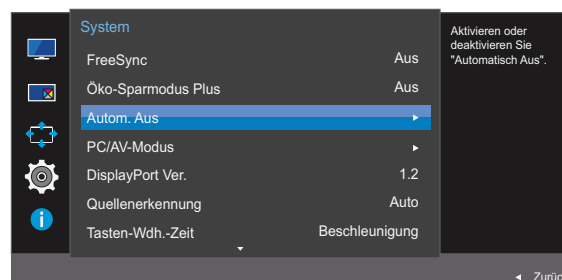 System
FreeSync Aus
Öko-Sparmodus Plus Aus
Autom. Aus
PC/AV-Modus
DisplayPort Ver. 1.2
Quellenerkennung Auto
Tasten-Wdh.-Zeit Beschleunigung
Aktivieren oder
deaktivieren Sie
"Automatisch Aus".